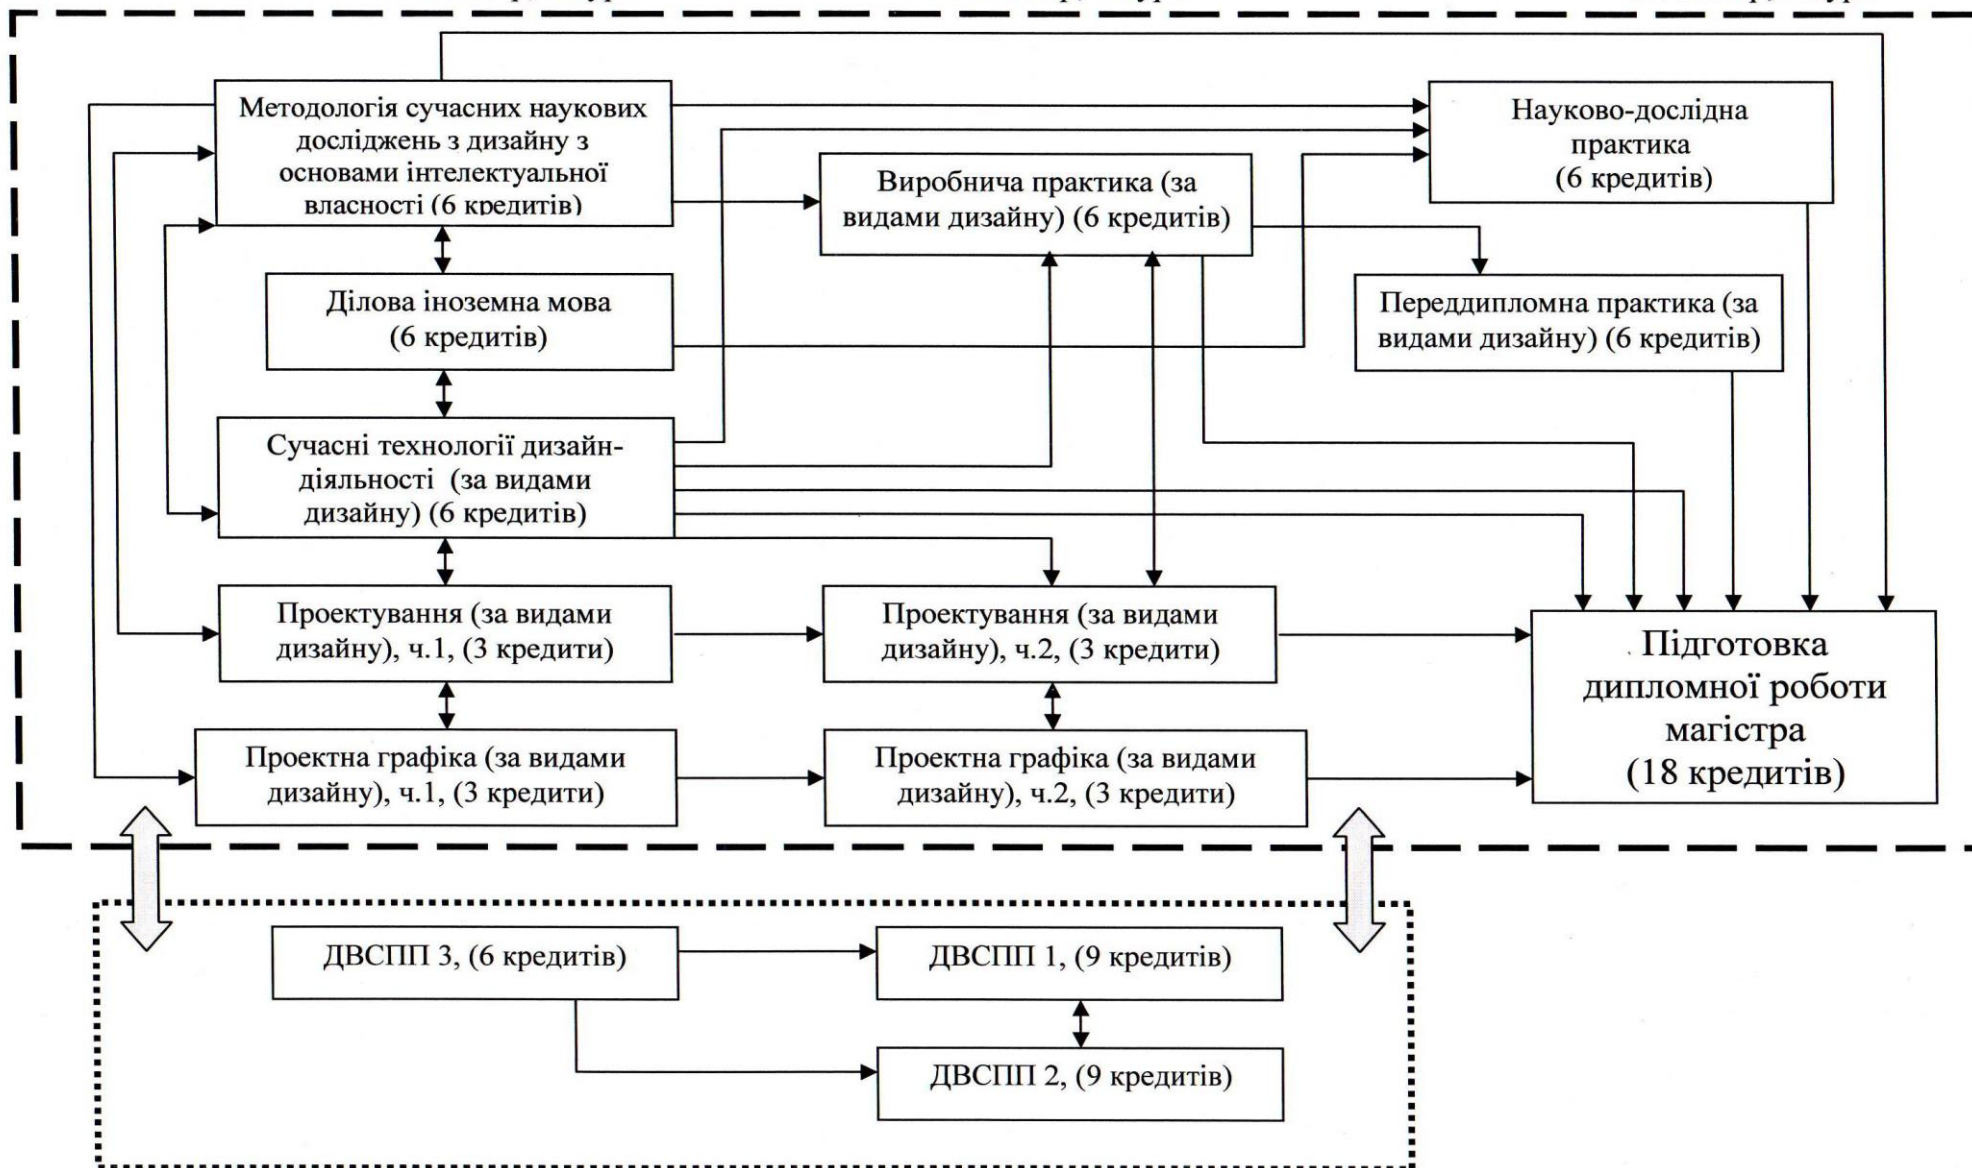 Методологія сучасних наукових
досліджень з дизайну з
основами інтелектуальної
власності (6 кредитів)
Науково-дослідна
практика
(6 кредитів)
Виробнича практика (за
видами дизайну) (6 кредитів)
Ділова іноземна мова
(6 кредитів)
Переддипломна практика (за
видами дизайну) (6 кредитів)
Сучасні технології дизайн-
діяльності (за видами
дизайну) (6 кредитів)
Проектування (за видами
дизайну), ч.1, (3 кредити)
Проектування (за видами
дизайну), ч.2, (3 кредити)
Підготовка
дипломної роботи
магістра
(18 кредитів)
Проектна графіка (за видами
дизайну), ч.1, (3 кредити)
Проектна графіка (за видами
дизайну), ч.2, (3 кредити)
ДВСПП 3, (6 кредитів)
ДВСПП 1, (9 кредитів)
ДВСПП 2, (9 кредитів)